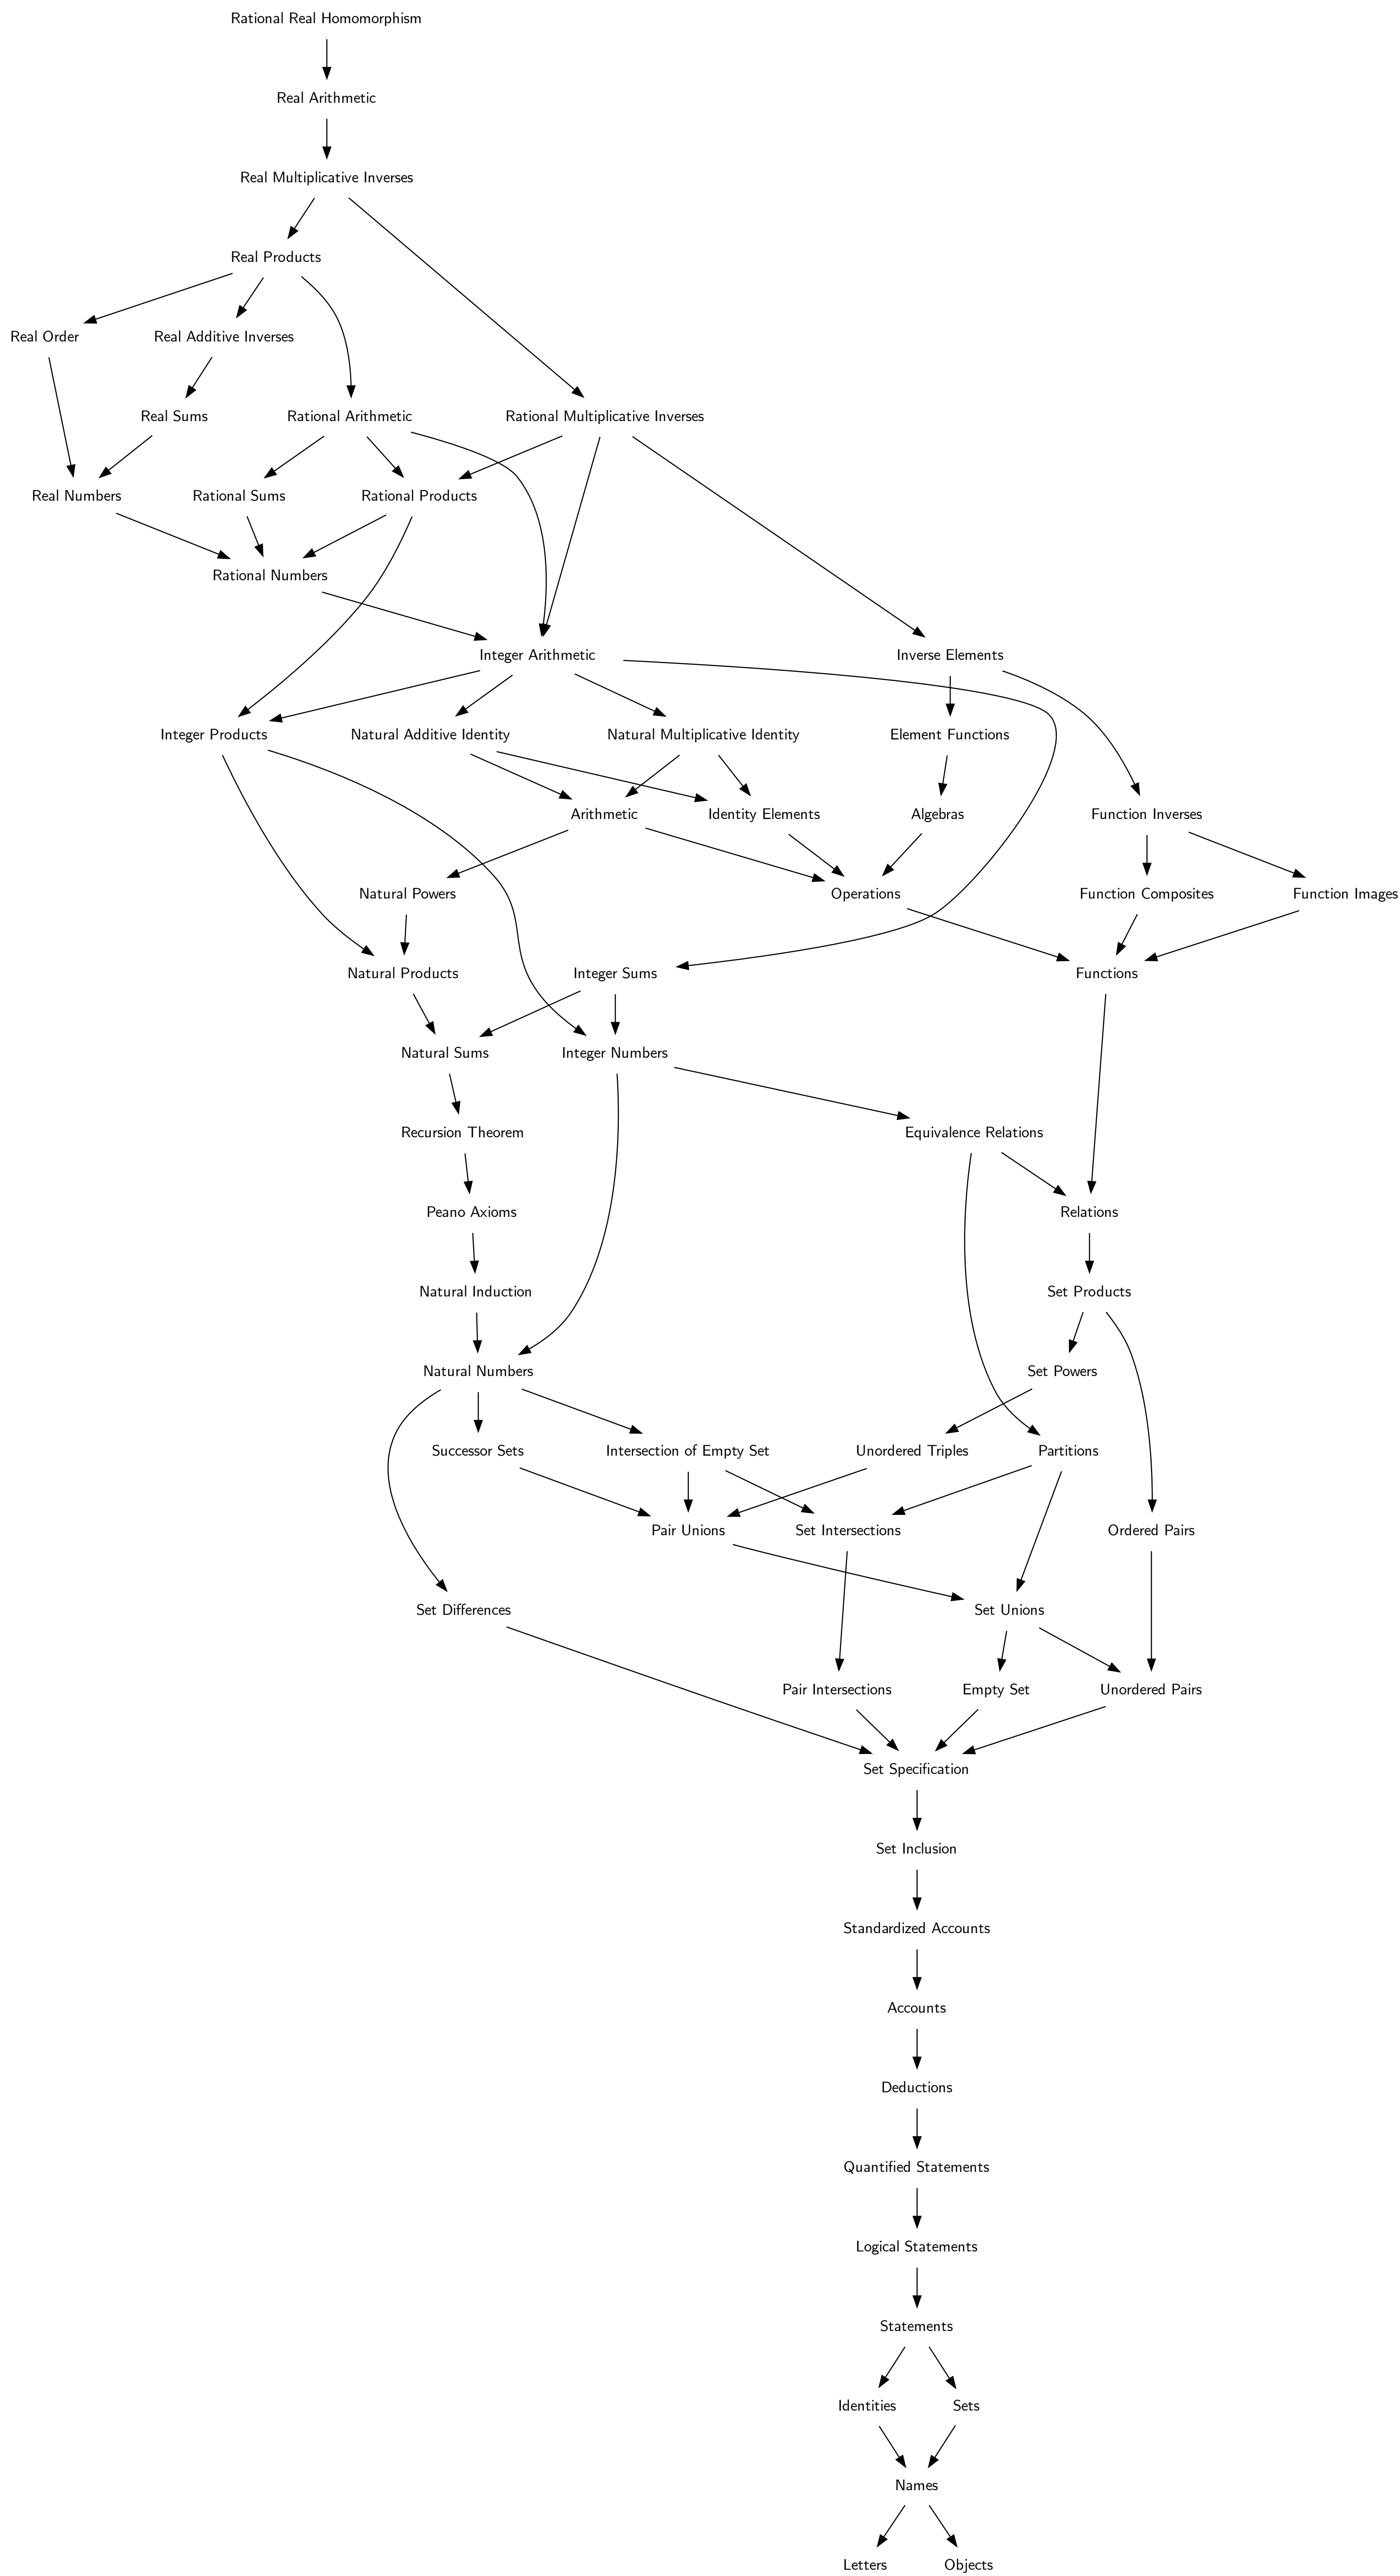 Rational Real Homomorphism
Real Arithmetic
Real Multiplicative Inverses
Real Products
Real Order
Real Additive Inverses
Real Sums
Rational Arithmetic
Rational Multiplicative Inverses
Real Numbers
Rational Sums
Rational Products
Rational Numbers
Integer Arithmetic
Inverse Elements
Integer Products
Natural Additive Identity
Natural Multiplicative Identity
Element Functions
Arithmetic
Identity Elements
Algebras
Function Inverses
Natural Powers
Operations
Function Composites
Function Images
Natural Products
Integer Sums
Functions
Natural Sums
Integer Numbers
Recursion Theorem
Equivalence Relations
Peano Axioms
Relations
Natural Induction
Set Products
Natural Numbers
Set Powers
Successor Sets
Intersection of Empty Set
Unordered Triples
Partitions
Pair Unions
Set Intersections
Ordered Pairs
Set Differences
Set Unions
Pair Intersections
Empty Set
Unordered Pairs
Set Specification
Set Inclusion
Standardized Accounts
Accounts
Deductions
Quantified Statements
Logical Statements
Statements
Identities
Sets
Names
Letters
Objects